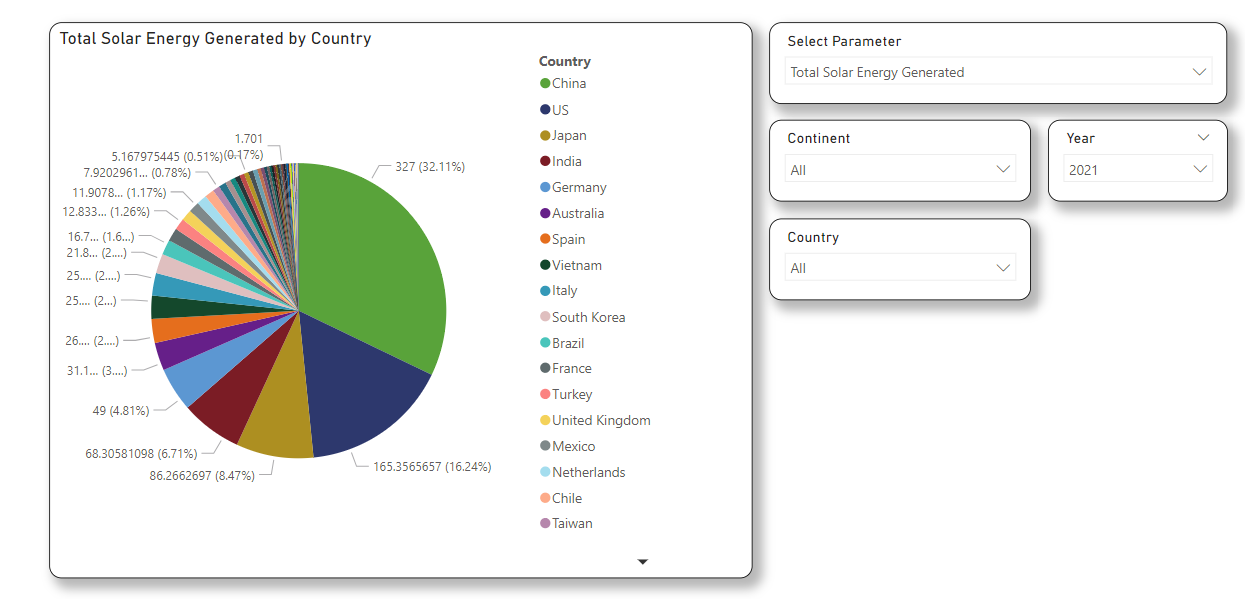 Total Solar Energy Generated by Country
Country
China
US
Japan
India
Germany
Australia
Spain
Vietnam
Italy
South Korea
Brazil
France
Turkey
United Kingdom
Mexico
Netherlands
Chile
Taiwan
327 (32.11%)
165.3565657 (16.24%)
86.2662697 (8.47%)
68.30581098 (6.71%)
49 (4.81%)
31.1... (3....)
26.... (2....)
25.... (2...)
25.... (2....)
21.8... (2....)
16.7... (1.6...)
12.833... (1.26%)
11.9078... (1.17%)
7.9202961... (0.78%)
5.167975445 (0.51%)
1.701
(0.17%)
Select Parameter
Total Solar Energy Generated
Continent
All
Year
2021
Country
All